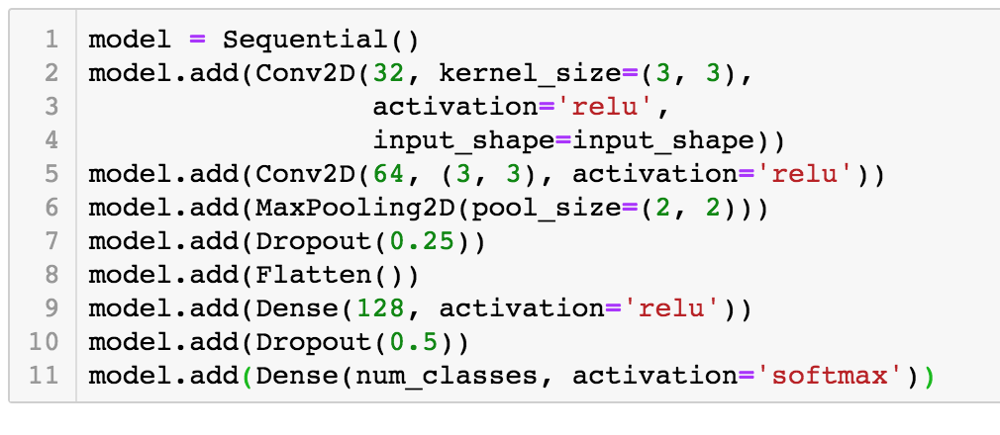 1 model = Sequential()
2 model.add(Conv2D(32, kernel_size=(3, 3),
3                  activation='relu',
4                  input_shape=input_shape))
5 model.add(Conv2D(64, (3, 3), activation='relu'))
6 model.add(MaxPooling2D(pool_size=(2, 2)))
7 model.add(Dropout(0.25))
8 model.add(Flatten())
9 model.add(Dense(128, activation='relu'))
10 model.add(Dropout(0.5))
11 model.add(Dense(num_classes, activation='softmax'))